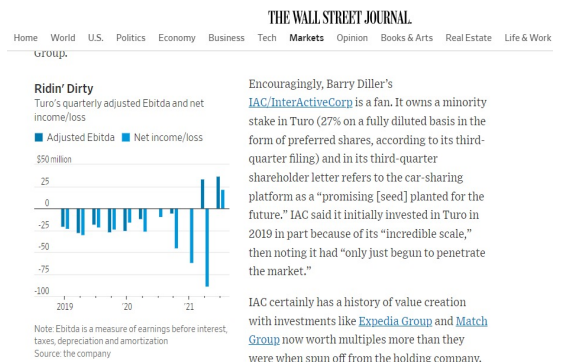 THE WALL STREET JOURNAL.
Home World U.S. Politics Economy Business Tech Markets Opinion Books & Arts Real Estate Life & Work
Group.
Ridin' Dirty
Turo's quarterly adjusted Ebitda and net
income/loss
Adjusted Ebitda Net income/loss
$50 million
25
0
-25
-50
-75
-100
2019 '20 '21
Note: Ebitda is a measure of earnings before interest,
taxes, depreciation and amortization
Source: the company
Encouragingly, Barry Diller's
IAC/InterActiveCorp is a fan. It owns a minority
stake in Turo (27% on a fully diluted basis in the
form of preferred shares, according to its third-
quarter filing) and in its third-quarter
shareholder letter refers to the car-sharing
platform as a “promising [seed] planted for the
future.” IAC said it initially invested in Turo in
2019 in part because of its “incredible scale,”
then noting it had “only just begun to penetrate
the market.”
IAC certainly has a history of value creation
with investments like Expedia Group and Match
Group now worth multiples more than they
were when spun off from the holding company.